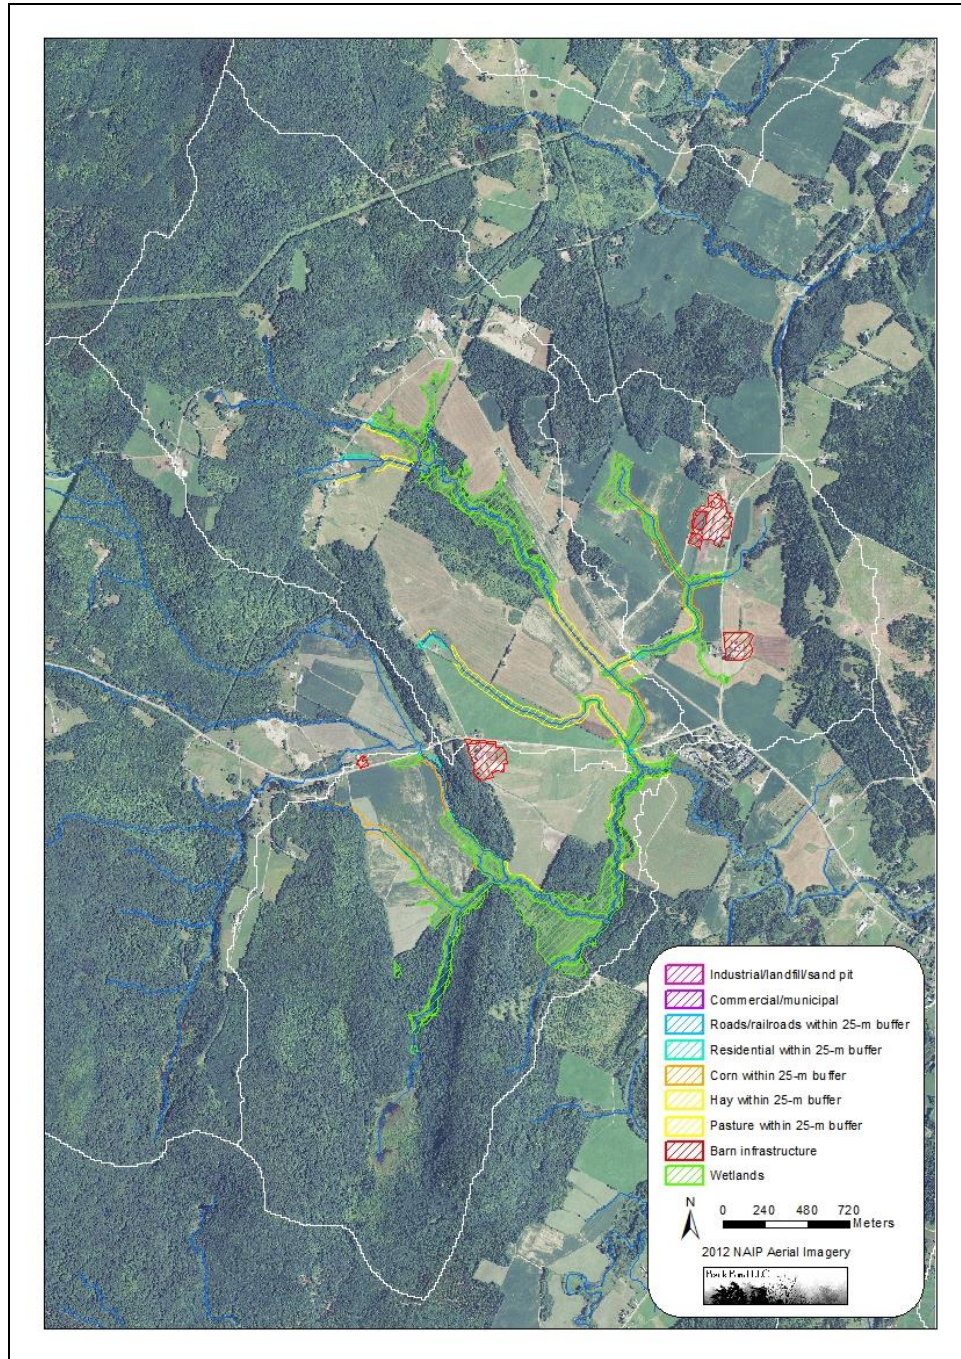 Industrial/landfill/sand pit
Commercial/municipal
Roads/railroads within 25-m buffer
Residential within 25-m buffer
Corn within 25-m buffer
Hay within 25-m buffer
Pasture within 25-m buffer
Barn infrastructure
Wetlands
N
0 240 480 720
Meters
2012 NAIP Aerial Imagery
LLC